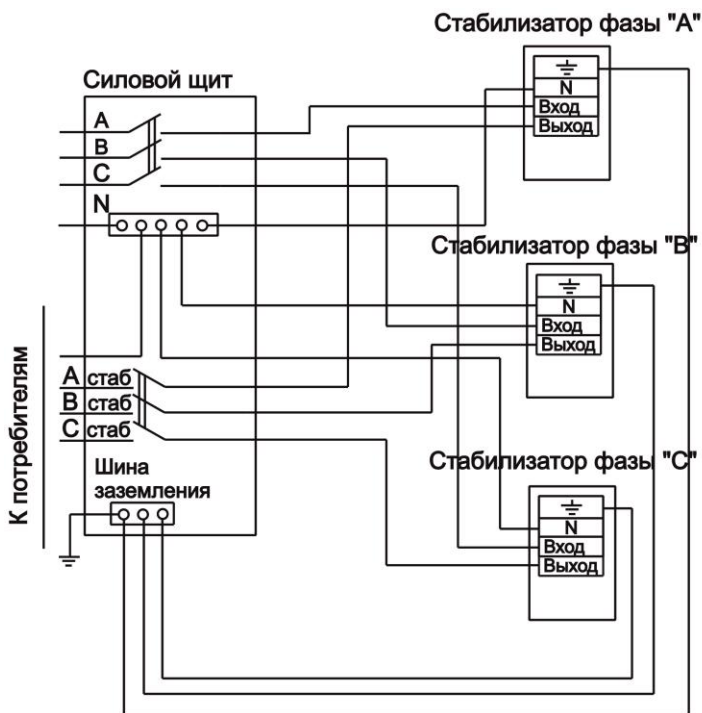 Стабилизатор фазы "А"
N
Вход
Выход
Силовой щит
А
В
С
N
Стабилизатор фазы "В"
N
Вход
Выход
К потребителям
А стаб
В стаб
С стаб
Шина
заземления
Стабилизатор фазы "С"
N
Вход
Выход